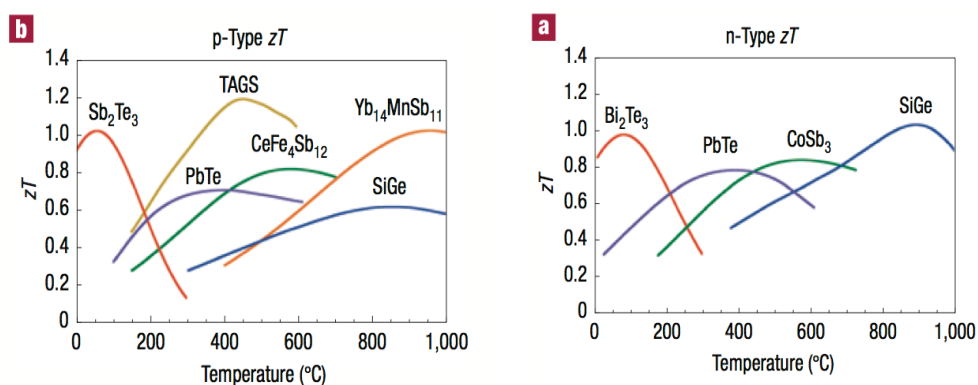 b
p-Type zT
1.4
1.2
1.0
0.8
0.6
0.4
0.2
0
zT
Sb₂Te₃
TAGS
PbTe
CeFe₄Sb₁₂
Yb₁₄MnSb₁₁
SiGe
0 200 400 600 800 1,000
Temperature (°C)
a
n-Type zT
1.4
1.2
1.0
0.8
0.6
0.4
0.2
0
zT
Bi₂Te₃
PbTe
CoSb₃
SiGe
0 200 400 600 800 1,000
Temperature (°C)